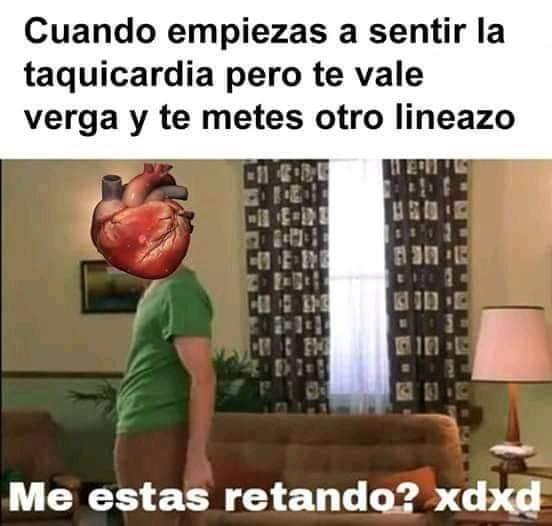 Cuando empiezas a sentir la
taquicardia pero te vale
verga y te metes otro lineazo
Me estas retando? xdxd